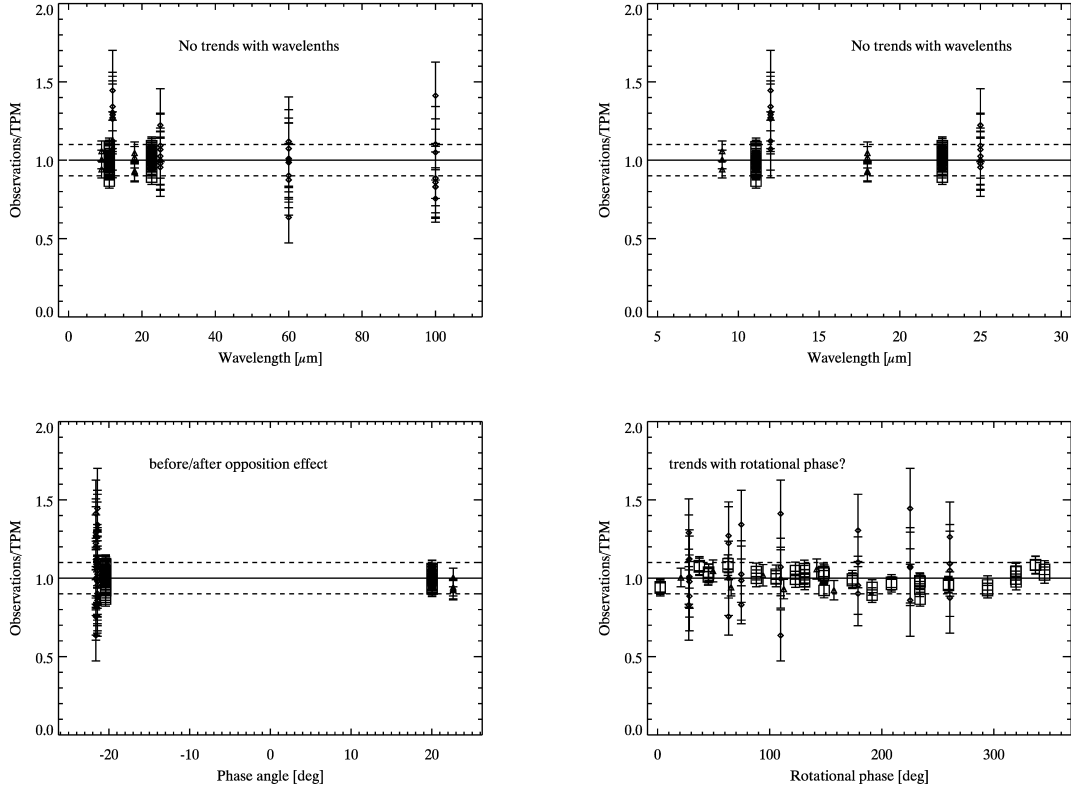 2.0
1.5
1.0
0.5
0.0
Observations/TPM
No trends with wavelenths
0 20 40 60 80 100
Wavelength [μm]
2.0
1.5
1.0
0.5
0.0
Observations/TPM
No trends with wavelenths
5 10 15 20 25 30
Wavelength [μm]
2.0
1.5
1.0
0.5
0.0
Observations/TPM
before/after opposition effect
-20 -10 0 10 20
Phase angle [deg]
2.0
1.5
1.0
0.5
0.0
Observations/TPM
trends with rotational phase?
0 100 200 300
Rotational phase [deg]